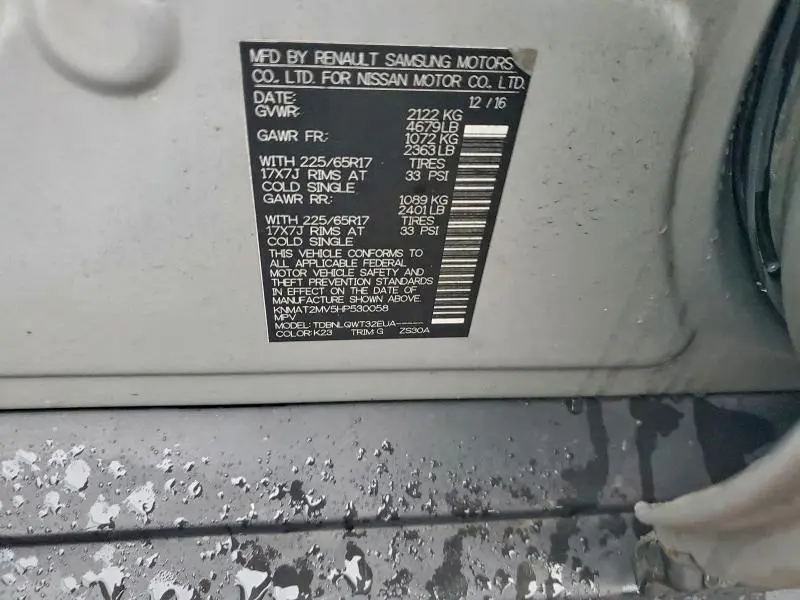 MFD BY RENAULT SAMSUNG MOTORS
CO., LTD. FOR NISSAN MOTOR CO., LTD.
DATE: 12 / 16
GVWR: 2122 KG
4679LB
GAWR FR: 1072 KG
2363LB
WITH 225/65R17 TIRES
17X7J RIMS AT 33 PSI
COLD SINGLE
GAWR RR: 1089 KG
2401LB
WITH 225/65R17 TIRES
17X7J RIMS AT 33 PSI
COLD SINGLE
THIS VEHICLE CONFORMS TO
ALL APPLICABLE FEDERAL
MOTOR VEHICLE SAFETY AND
THEFT PREVENTION STANDARDS
IN EFFECT ON THE DATE OF
MANUFACTURE SHOWN ABOVE.
KNMAT2MV5HP530058
MPV
MODEL: TDBNLQWT32EUA-----
COLOR: K23 TRIM: G ZS30A